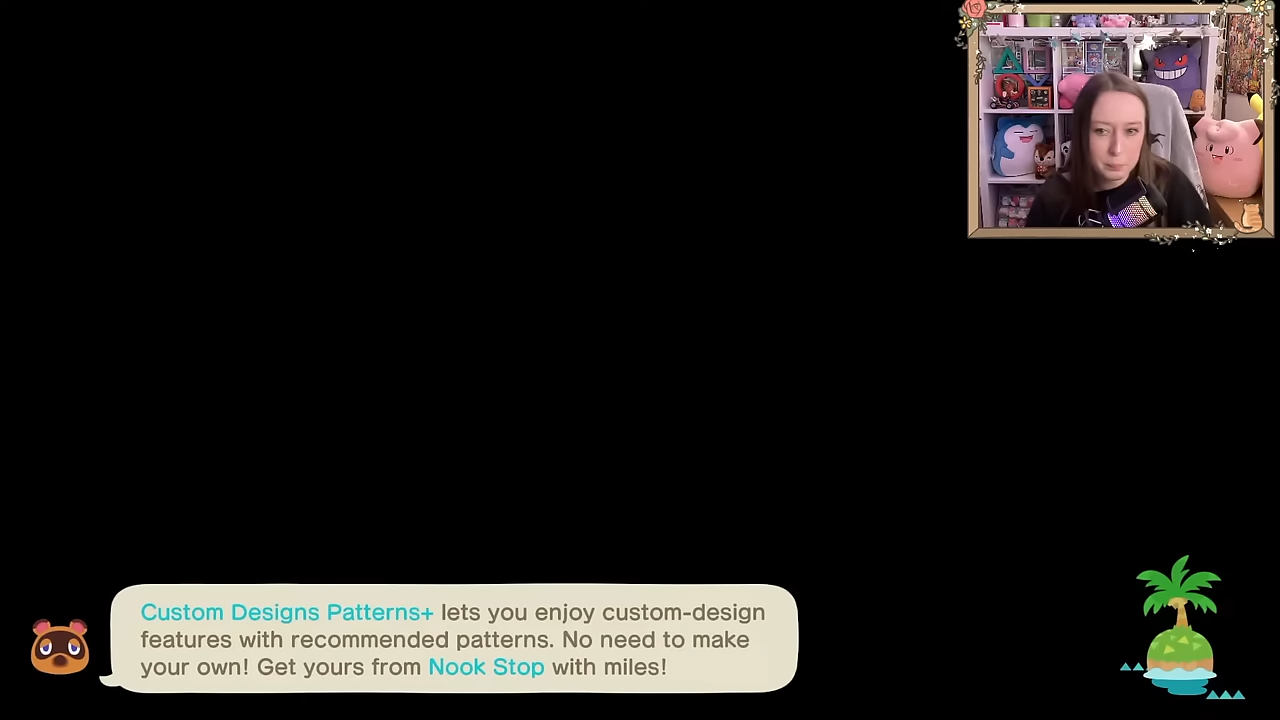 Custom Designs Patterns+ lets you enjoy custom-design
features with recommended patterns. No need to make
your own! Get yours from Nook Stop with miles!